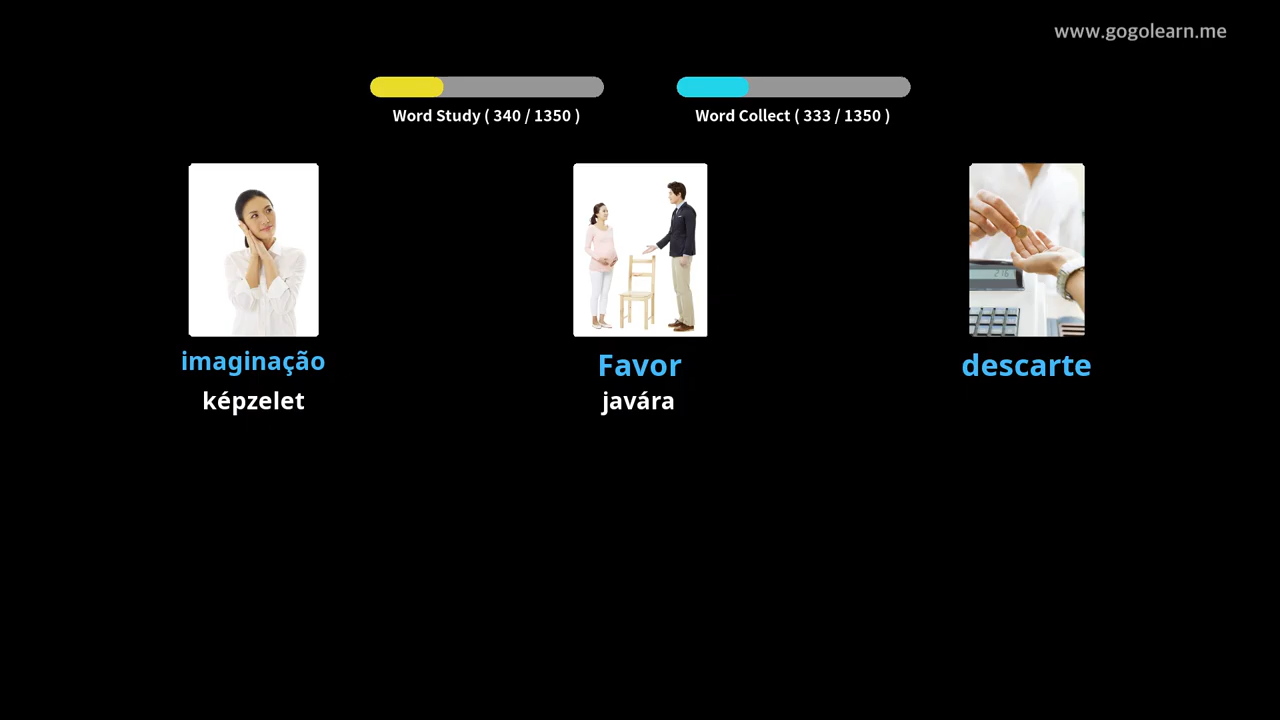 www.gogolearn.me
Word Study ( 340 / 1350 )
Word Collect ( 333 / 1350 )
imaginação
Favor
descarte
képzelet
javára